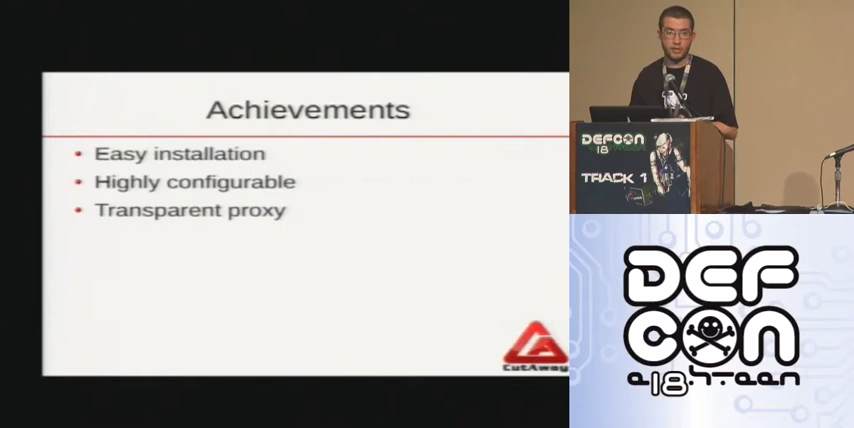 Achievements
Easy installation
Highly configurable
Transparent proxy
CutAway
DEFCON
18
TRACK 1
DEF
CON
e18hteen